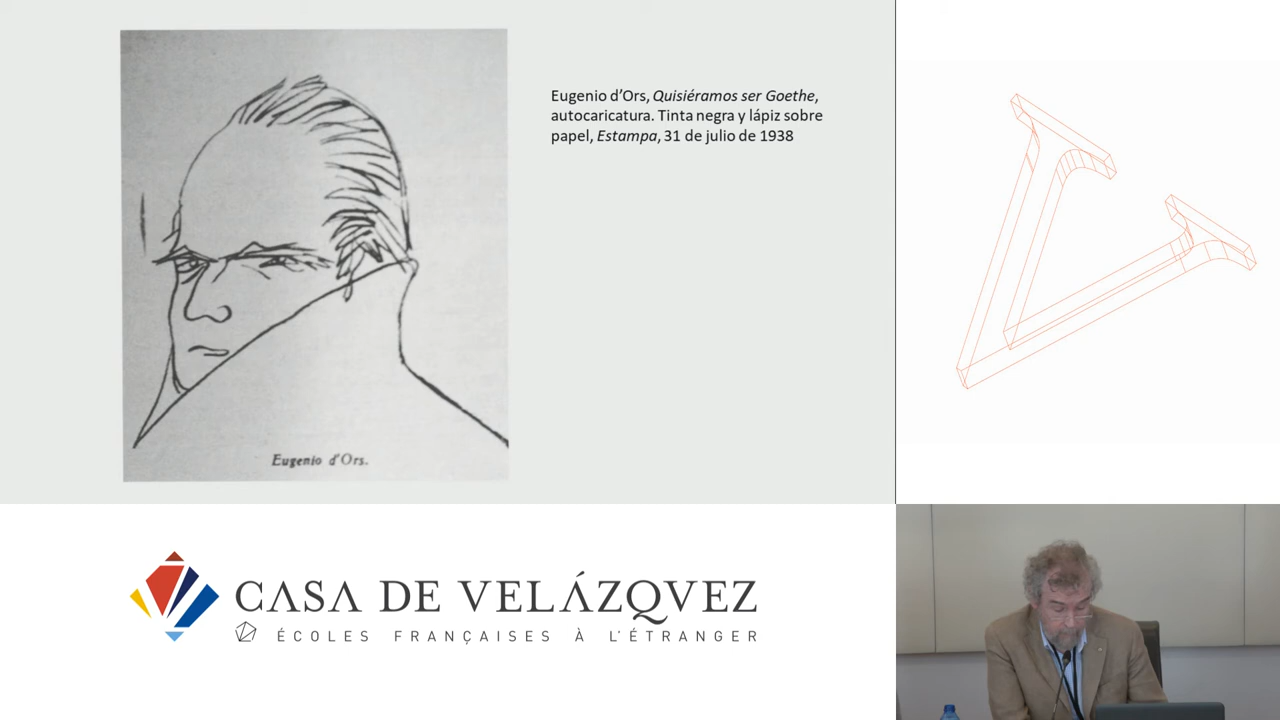 Eugenio d'Ors, Quisiéramos ser Goethe,
autocaricatura. Tinta negra y lápiz sobre
papel, Estampa, 31 de julio de 1938
Eugenio d'Ors.
CASA DE VELÁZQVEZ
ÉCOLES FRANÇAISES À L'ÉTRANGER